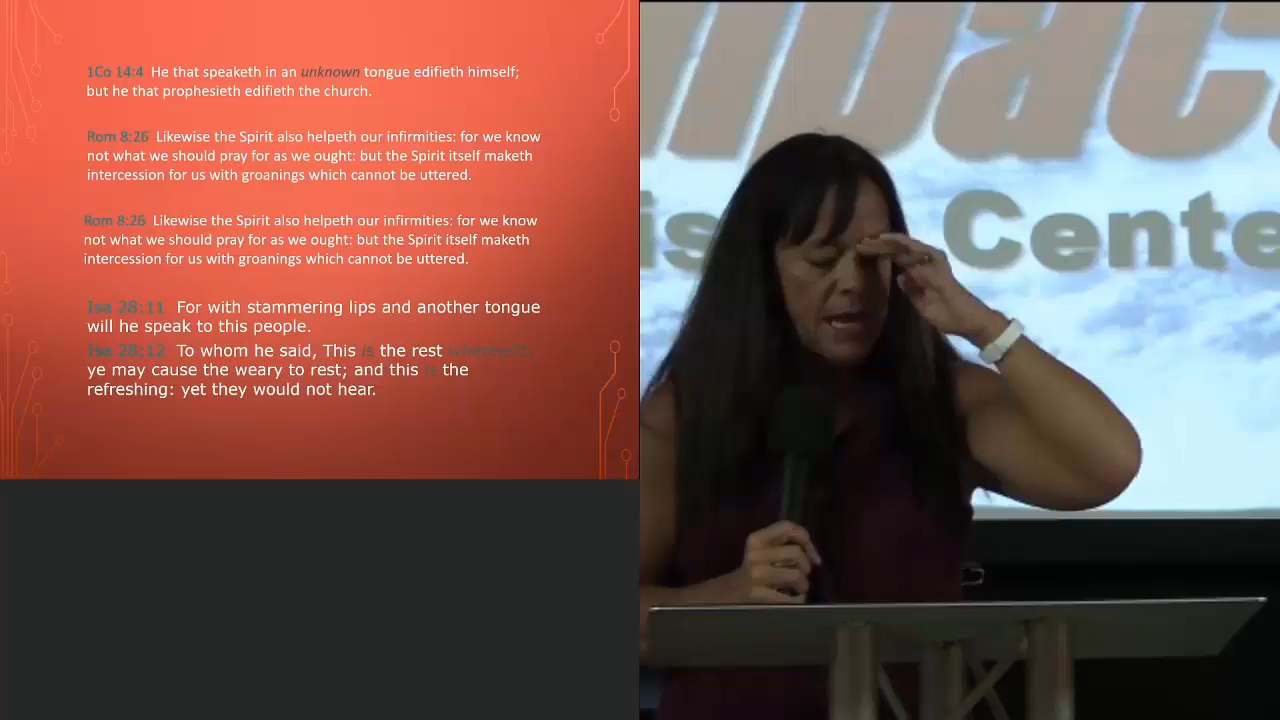 1Co 14:4 He that speaketh in an unknown tongue edifieth himself;
but he that prophesieth edifieth the church.
Rom 8:26 Likewise the Spirit also helpeth our infirmities: for we know
not what we should pray for as we ought: but the Spirit itself maketh
intercession for us with groanings which cannot be uttered.
Rom 8:26 Likewise the Spirit also helpeth our infirmities: for we know
not what we should pray for as we ought: but the Spirit itself maketh
intercession for us with groanings which cannot be uttered.
Isa 28:11 For with stammering lips and another tongue
will he speak to this people.
Isa 28:12 To whom he said, This is the rest wherewith
ye may cause the weary to rest; and this is the
refreshing: yet they would not hear.
Cente